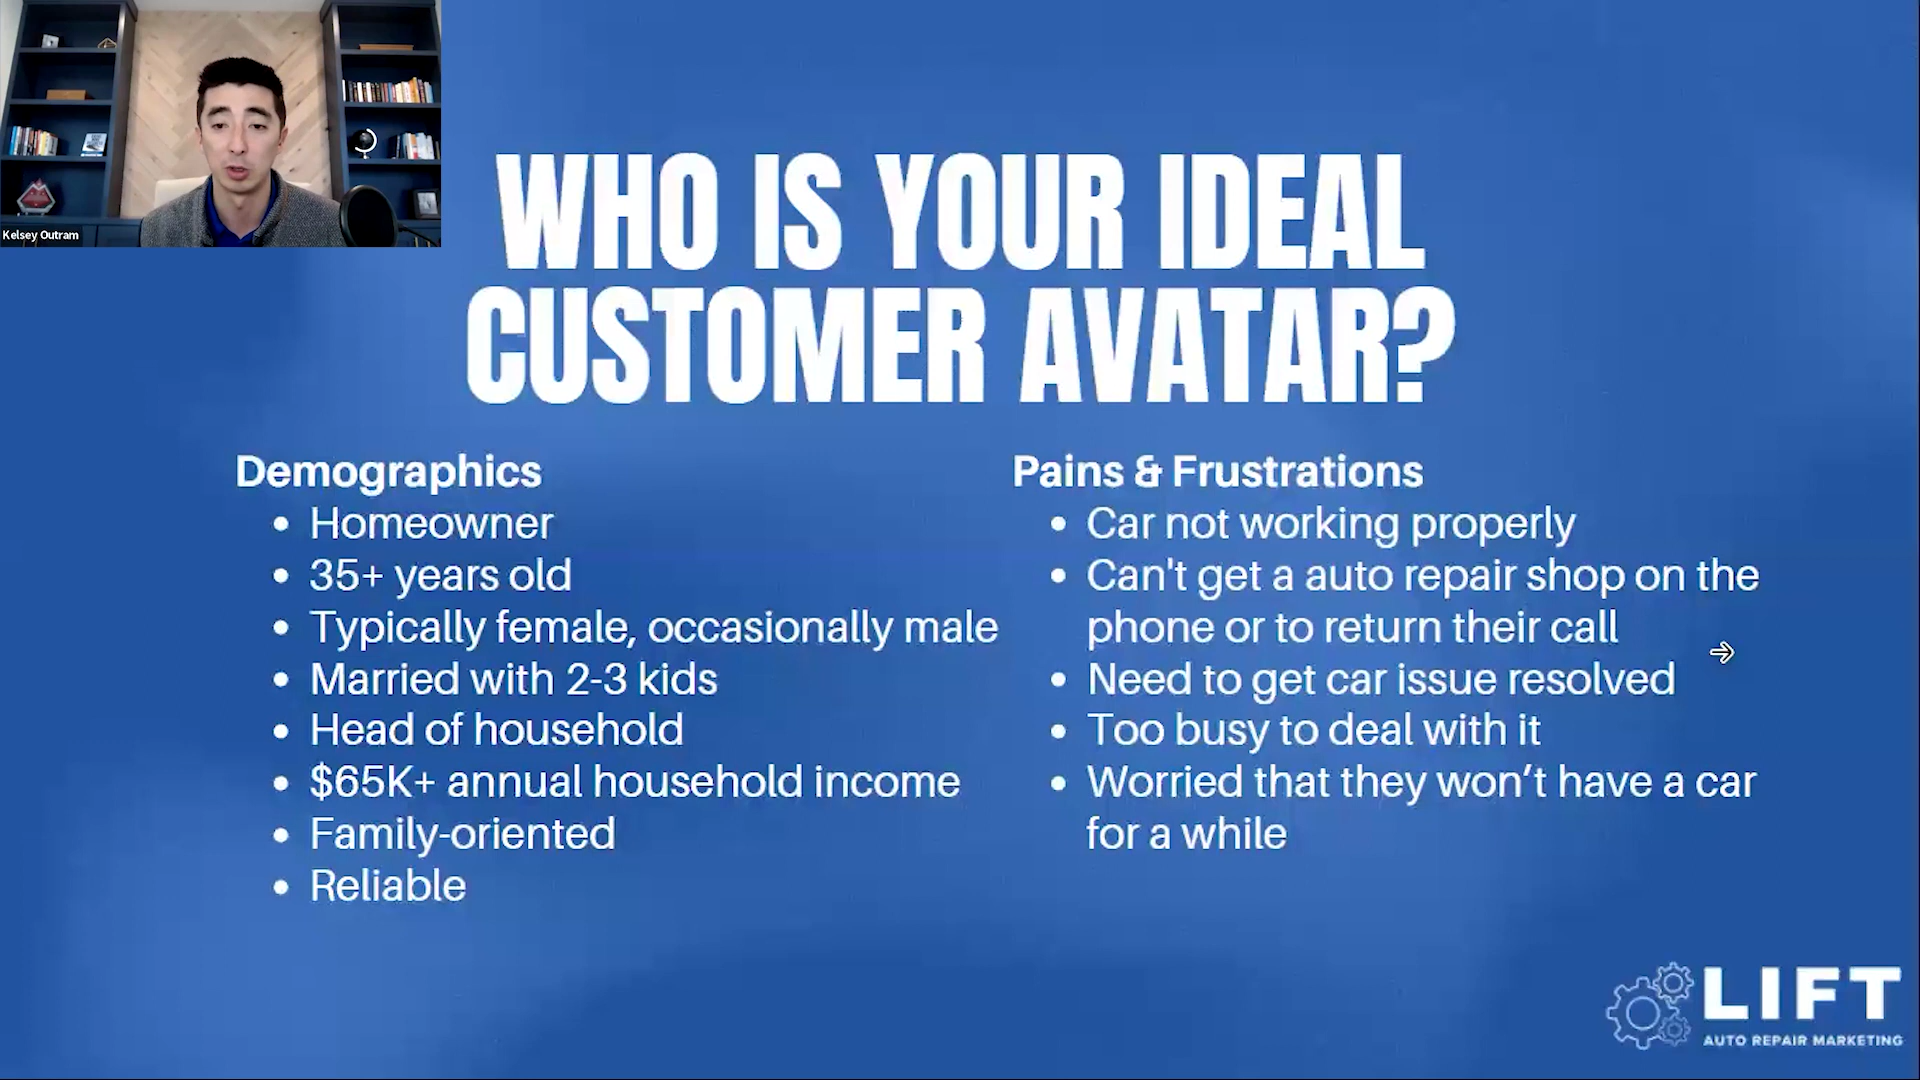 Kelsey Outram
WHO IS YOUR IDEAL
CUSTOMER AVATAR?
Demographics
• Homeowner
• 35+ years old
• Typically female, occasionally male
• Married with 2-3 kids
• Head of household
• $65K+ annual household income
• Family-oriented
• Reliable
Pains & Frustrations
• Car not working properly
• Can't get a auto repair shop on the
phone or to return their call
• Need to get car issue resolved
• Too busy to deal with it
• Worried that they won’t have a car
for a while
LIFT
AUTO REPAIR MARKETING